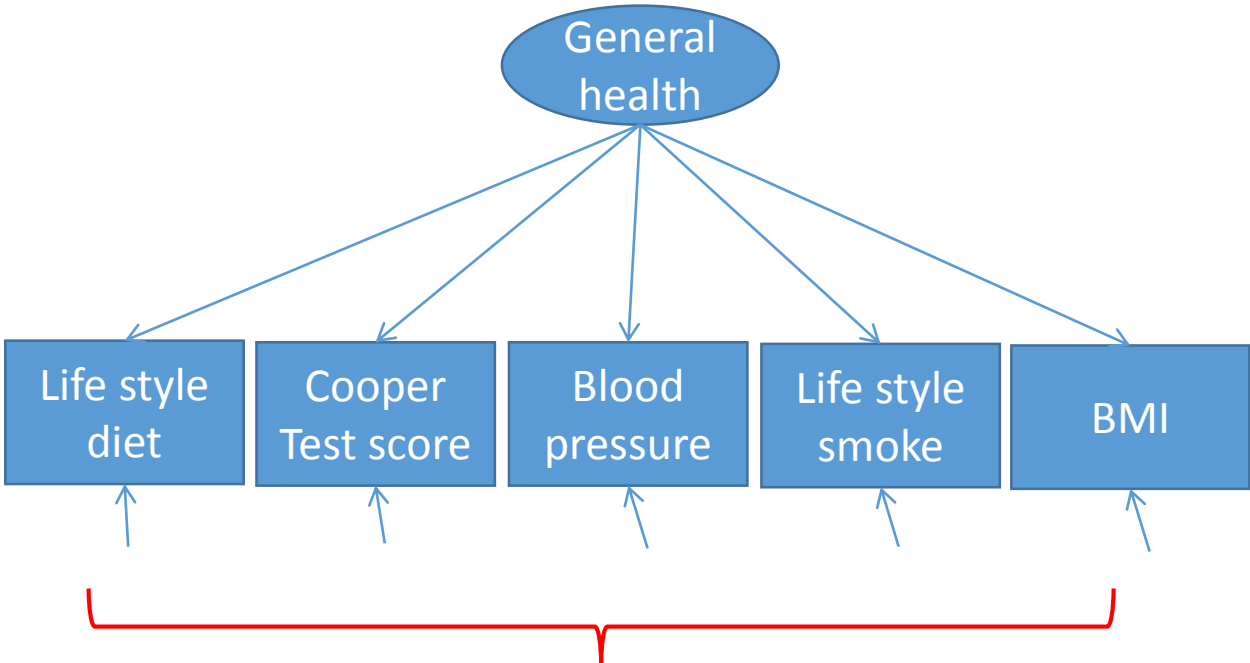 General
health
Life style
diet
Cooper
Test score
Blood
pressure
Life style
smoke
BMI